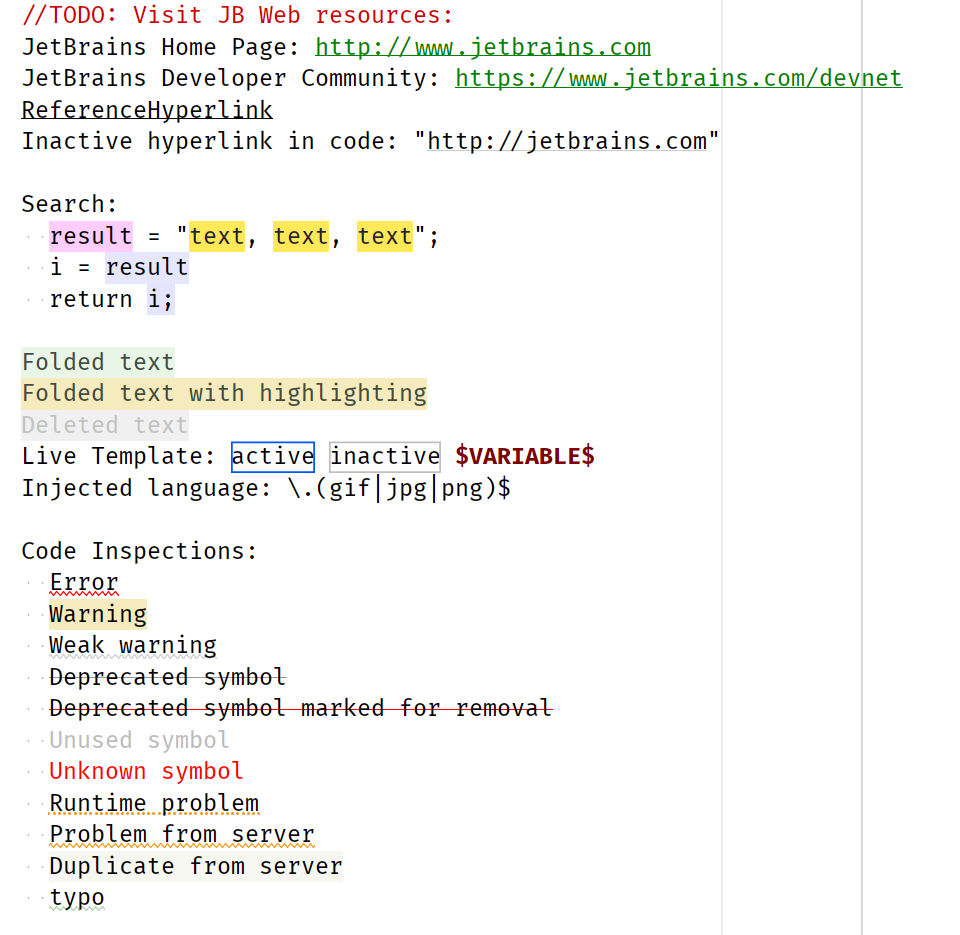 //TODO: Visit JB Web resources:
JetBrains Home Page: http://www.jetbrains.com
JetBrains Developer Community: https://www.jetbrains.com/devnet
ReferenceHyperlink
Inactive hyperlink in code: "http://jetbrains.com"
Search:
result = "text, text, text";
i = result
return i;
Folded text
Folded text with highlighting
Deleted text
Live Template: active inactive $VARIABLE$
Injected language: \.(gif|jpg|png)$
Code Inspections:
Error
Warning
Weak warning
Deprecated symbol
Deprecated symbol marked for removal
Unused symbol
Unknown symbol
Runtime problem
Problem from server
Duplicate from server
typo